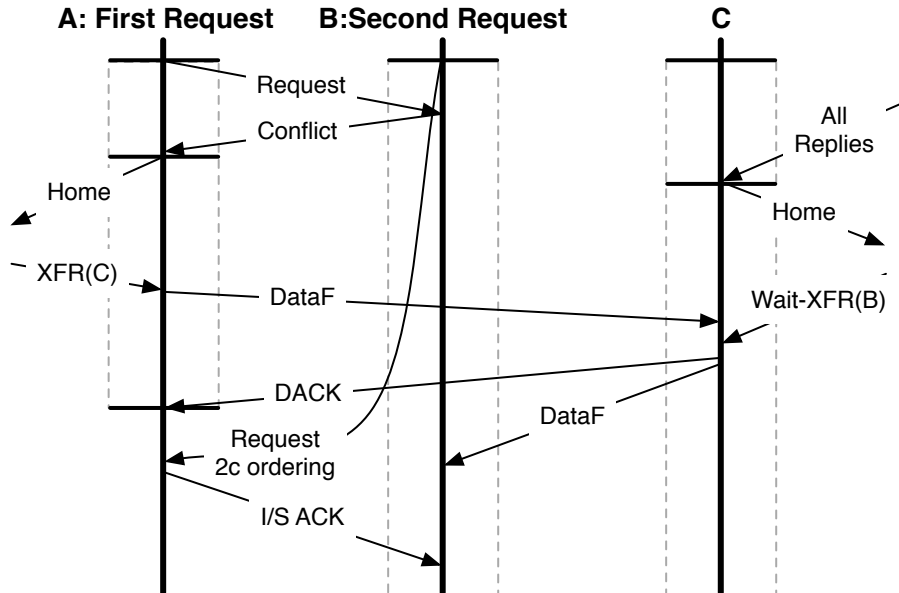 A: First Request
B:Second Request
C
Request
Conflict
All
Replies
Home
Home
XFR(C)
DataF
Wait-XFR(B)
DACK
DataF
Request
2c ordering
I/S ACK